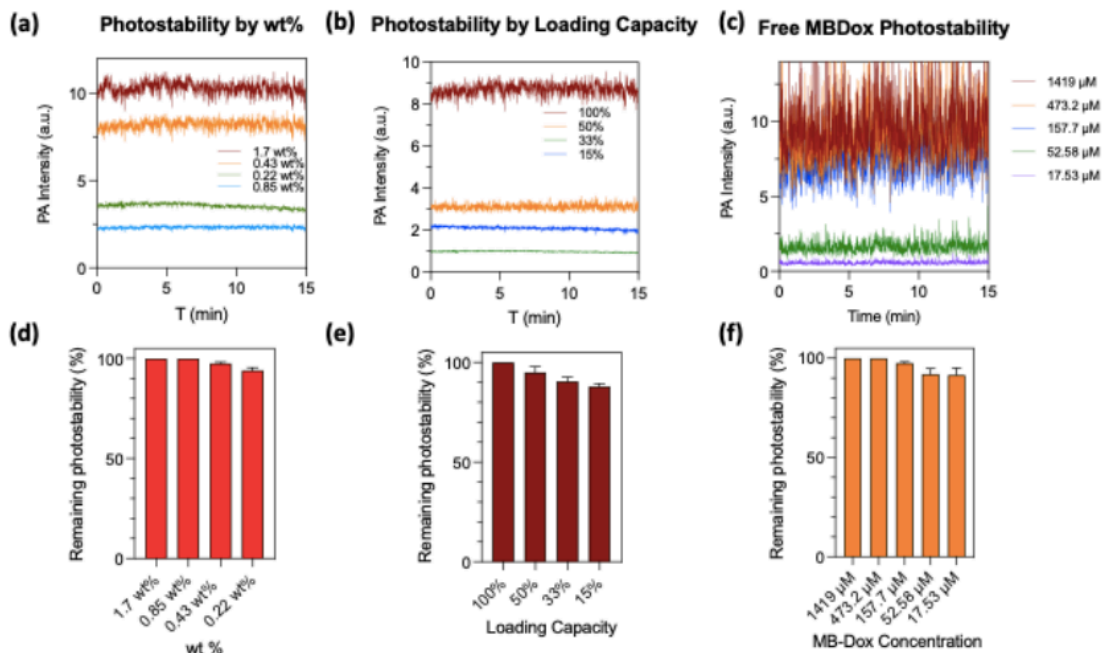 (a) Photostability by wt%
PA Intensity (a.u.)
10
5
0
1.7 wt%
0.43 wt%
0.22 wt%
0.85 wt%
0 5 10 15
T (min)
(b) Photostability by Loading Capacity
PA Intensity (a.u.)
10
8
6
4
2
0
100%
50%
33%
15%
0 5 10 15
T (min)
(c) Free MBDox Photostability
PA Intensity (a.u.)
10
5
0
0 5 10 15
Time (min)
1419 µM
473.2 µM
157.7 µM
52.58 µM
17.53 µM
(d)
Remaining photostability (%)
100
50
0
1.7 wt% 0.85 wt% 0.43 wt% 0.22 wt%
wt %
(e)
Remaining photostability (%)
100
50
0
100% 50% 33% 15%
Loading Capacity
(f)
Remaining photostability (%)
100
50
0
1419 µM 473.2 µM 157.7 µM 52.58 µM 17.53 µM
MB-Dox Concentration